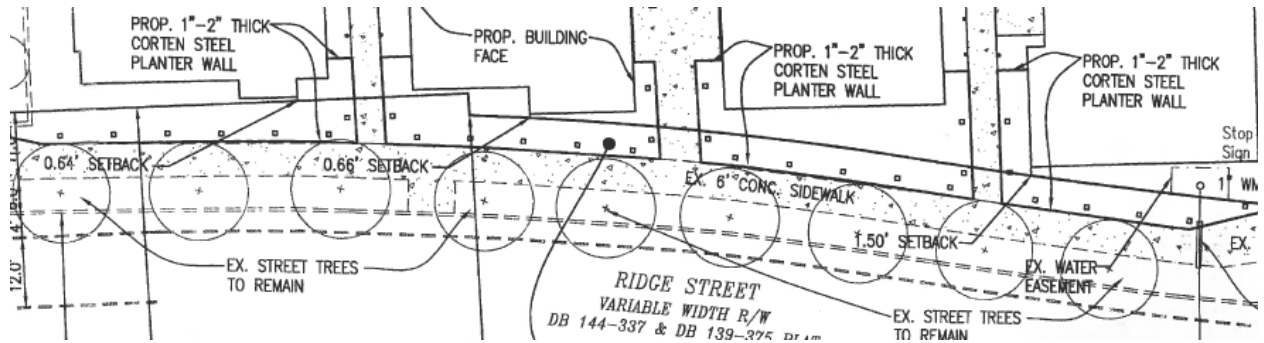 PROP. 1"-2" THICK
CORTEN STEEL
PLANTER WALL
PROP. BUILDING
FACE
PROP. 1"-2" THICK
CORTEN STEEL
PLANTER WALL
PROP. 1"-2" THICK
CORTEN STEEL
PLANTER WALL
Stop
Sign
0.64' SETBACK
0.66' SETBACK
EX. 6' CONC. SIDEWALK
1" WM
1.50' SETBACK
EX.
EX. WATER
EASEMENT
12.0'
EX. STREET TREES
TO REMAIN
RIDGE STREET
VARIABLE WIDTH R/W
DB 144-337 & DB 139-375 PLAT
EX. STREET TREES
TO REMAIN